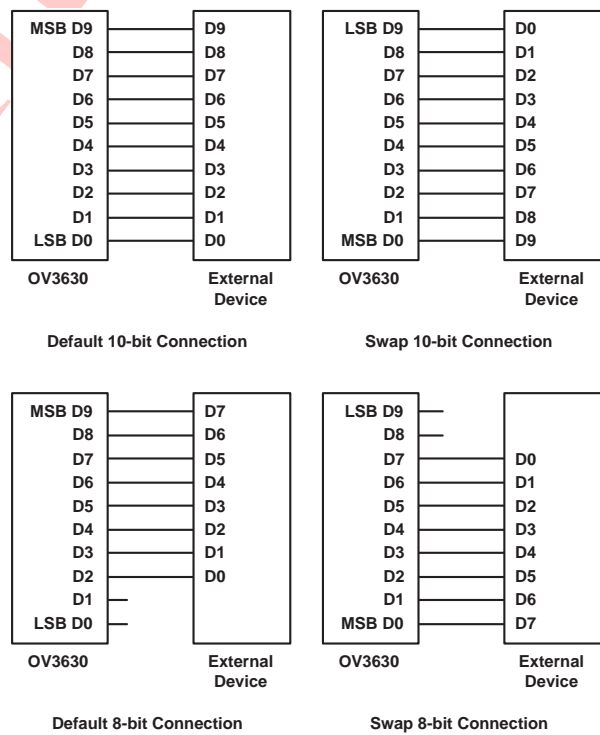 MSB D9 D9 LSB D9 D0
D8 D8 D8 D1
D7 D7 D7 D2
D6 D6 D6 D3
D5 D5 D5 D4
D4 D4 D4 D5
D3 D3 D3 D6
D2 D2 D2 D7
D1 D1 D1 D8
LSB D0 D0 MSB D0 D9
OV3630 External OV3630 External
Device Device
Default 10-bit Connection Swap 10-bit Connection
MSB D9 D7 LSB D9
D8 D6 D8
D7 D5 D7 D0
D6 D4 D6 D1
D5 D3 D5 D2
D4 D2 D4 D3
D3 D1 D3 D4
D2 D0 D2 D5
D1 D1 D6
LSB D0 MSB D0 D7
OV3630 External OV3630 External
Device Device
Default 8-bit Connection Swap 8-bit Connection